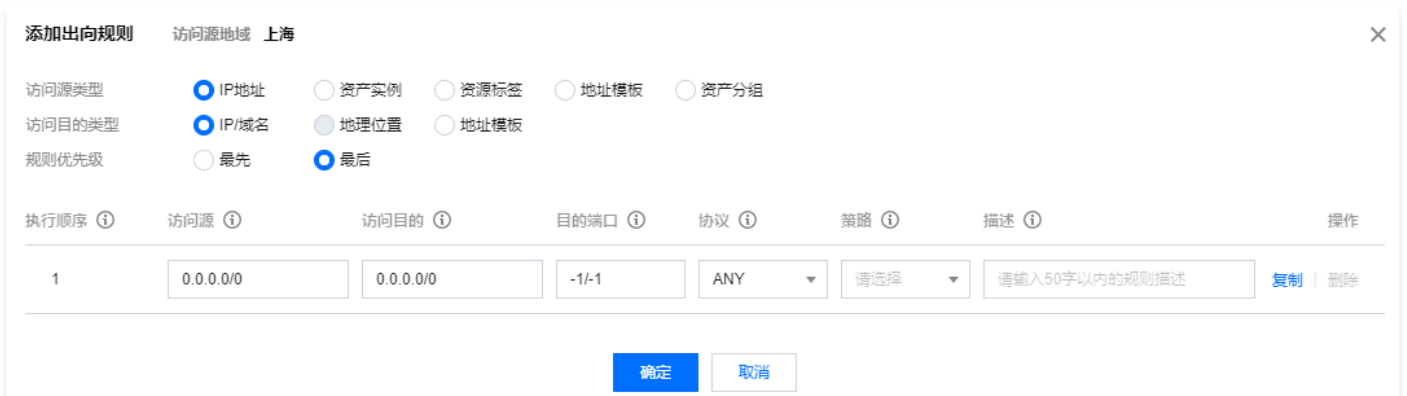 添加出向规则 访问源地域 上海
访问源类型 IP地址 资产实例 资源标签 地址模板 资产分组
访问目的类型 IP/域名 地理位置 地址模板
规则优先级 最先 最后
执行顺序 访问源 访问目的 目的端口 协议 策略 描述 操作
1 0.0.0.0/0 0.0.0.0/0 -1/-1 ANY 请选择 请输入50字以内的规则描述 复制 | 删除
确定 取消